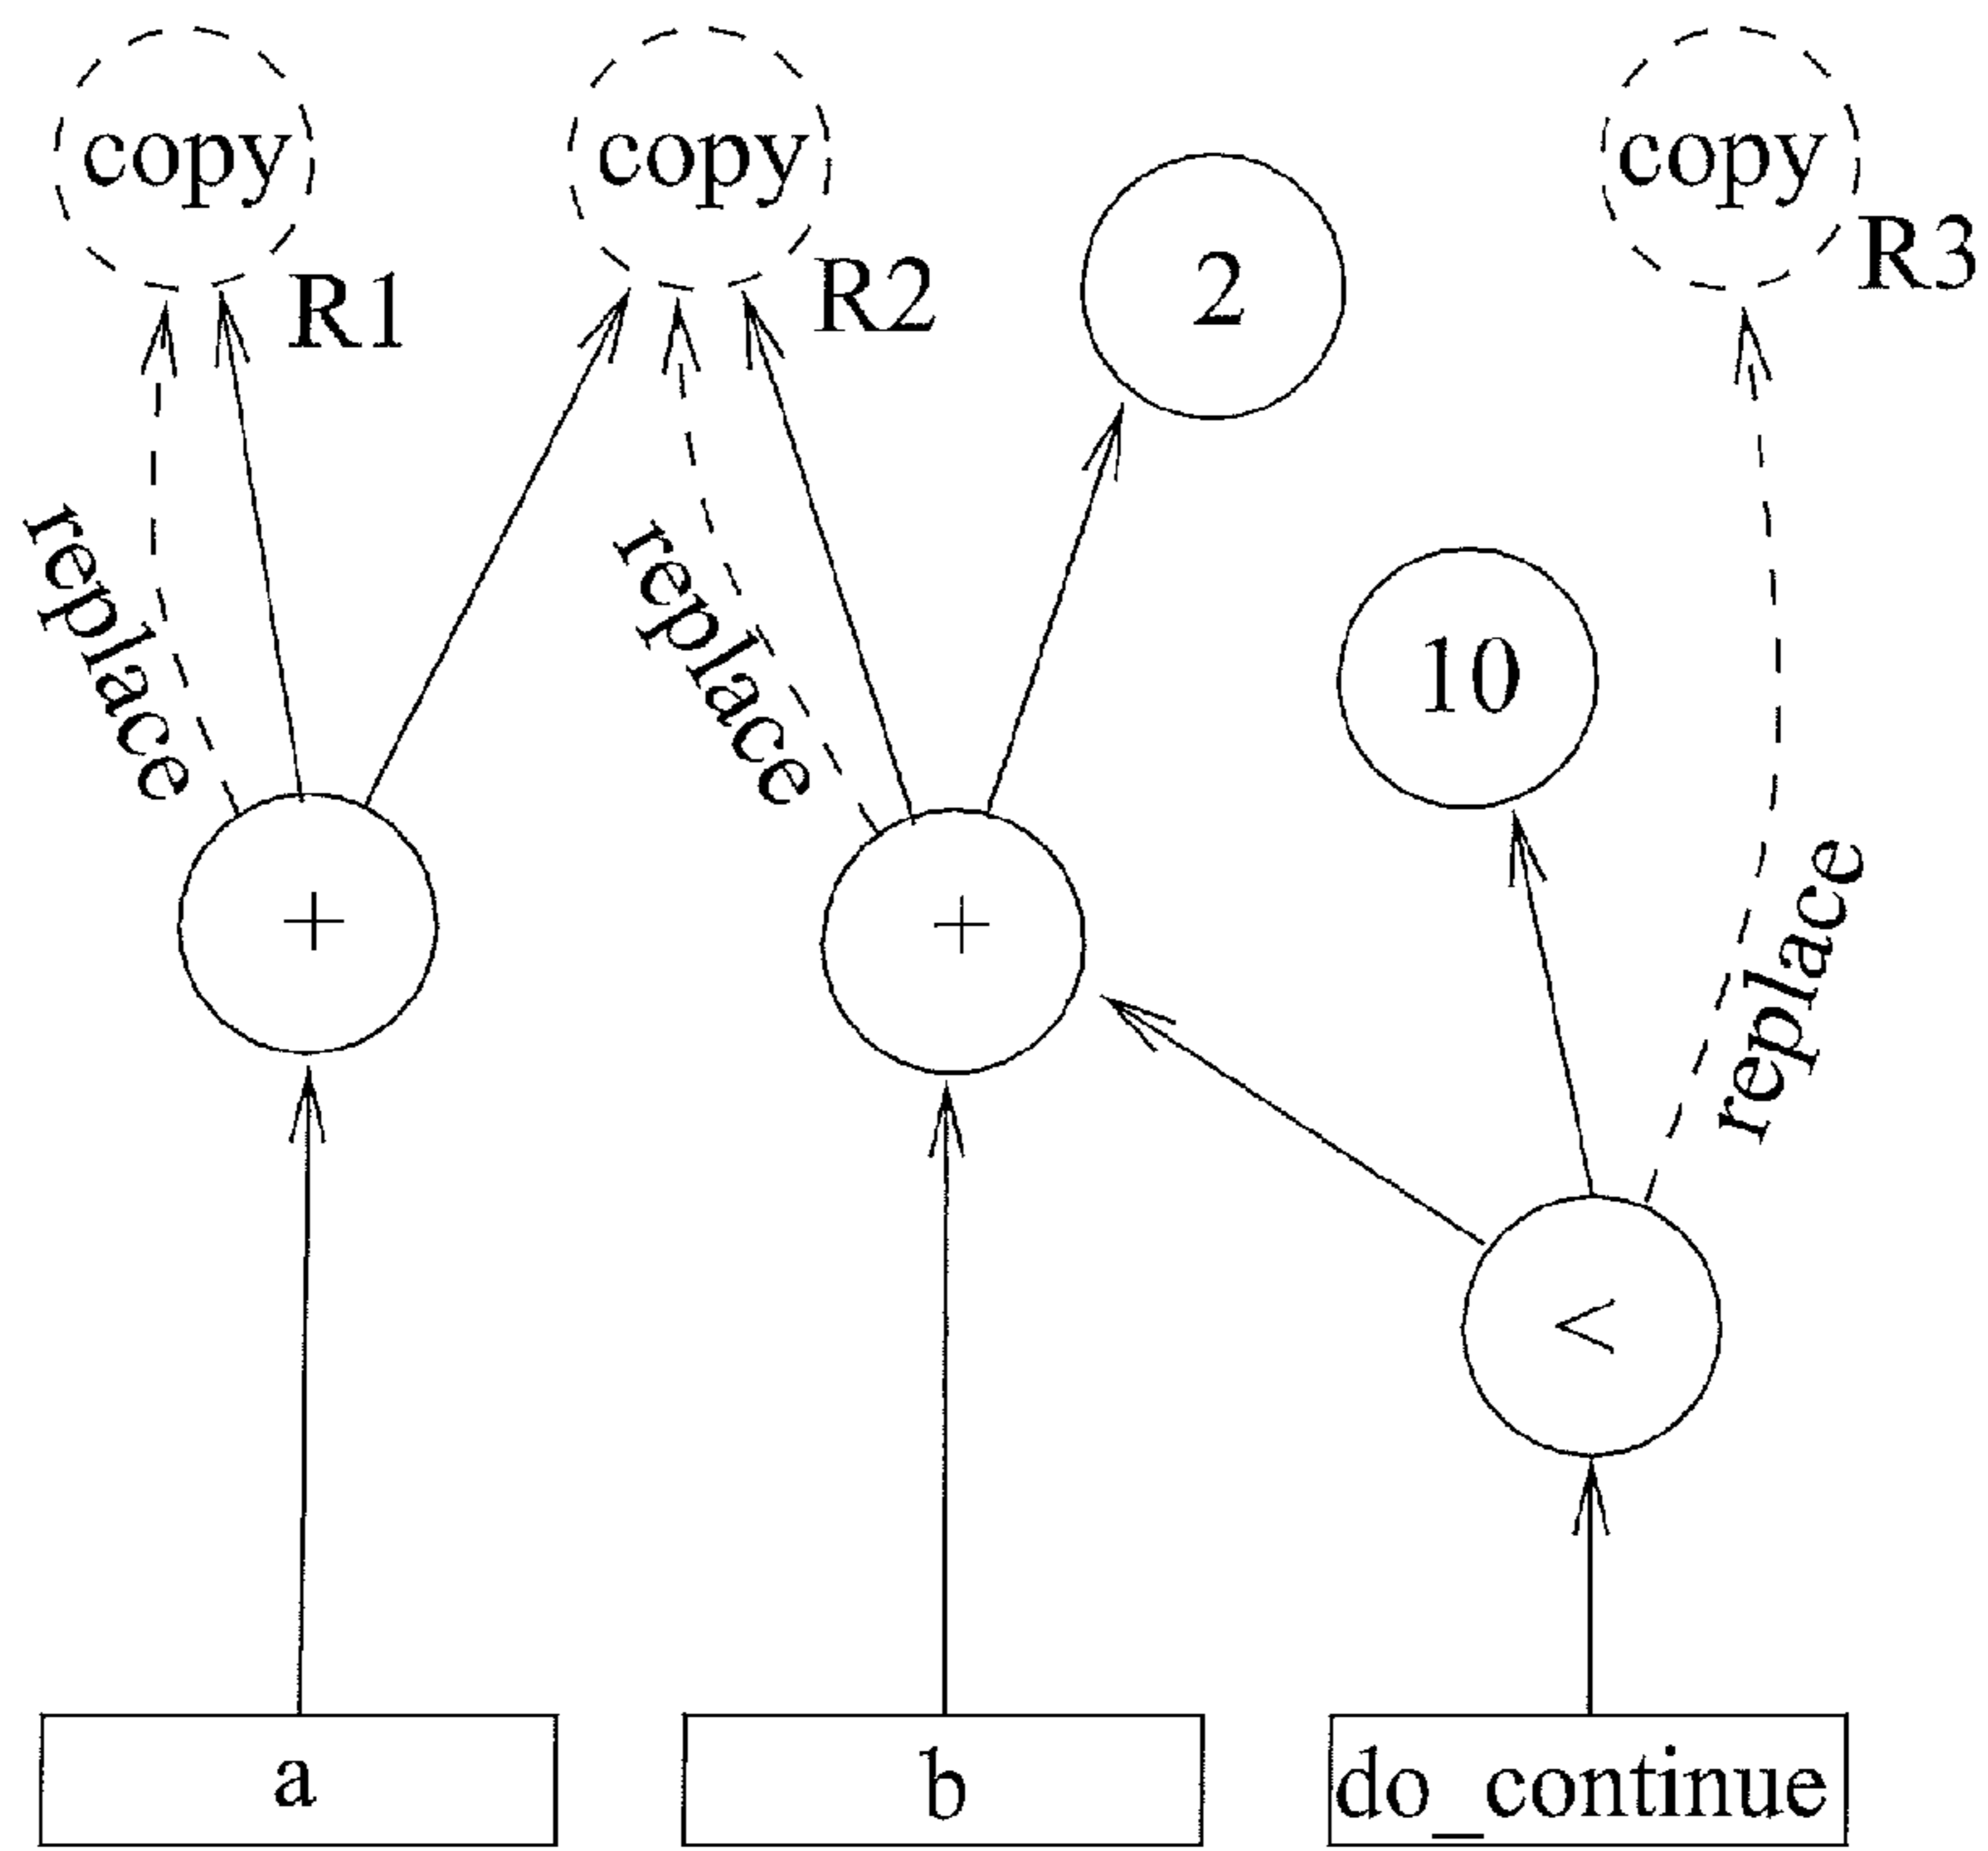 copy
copy
copy
R1
R2
2
R3
replace
replace
10
replace
+
+
<
a
b
do_continue